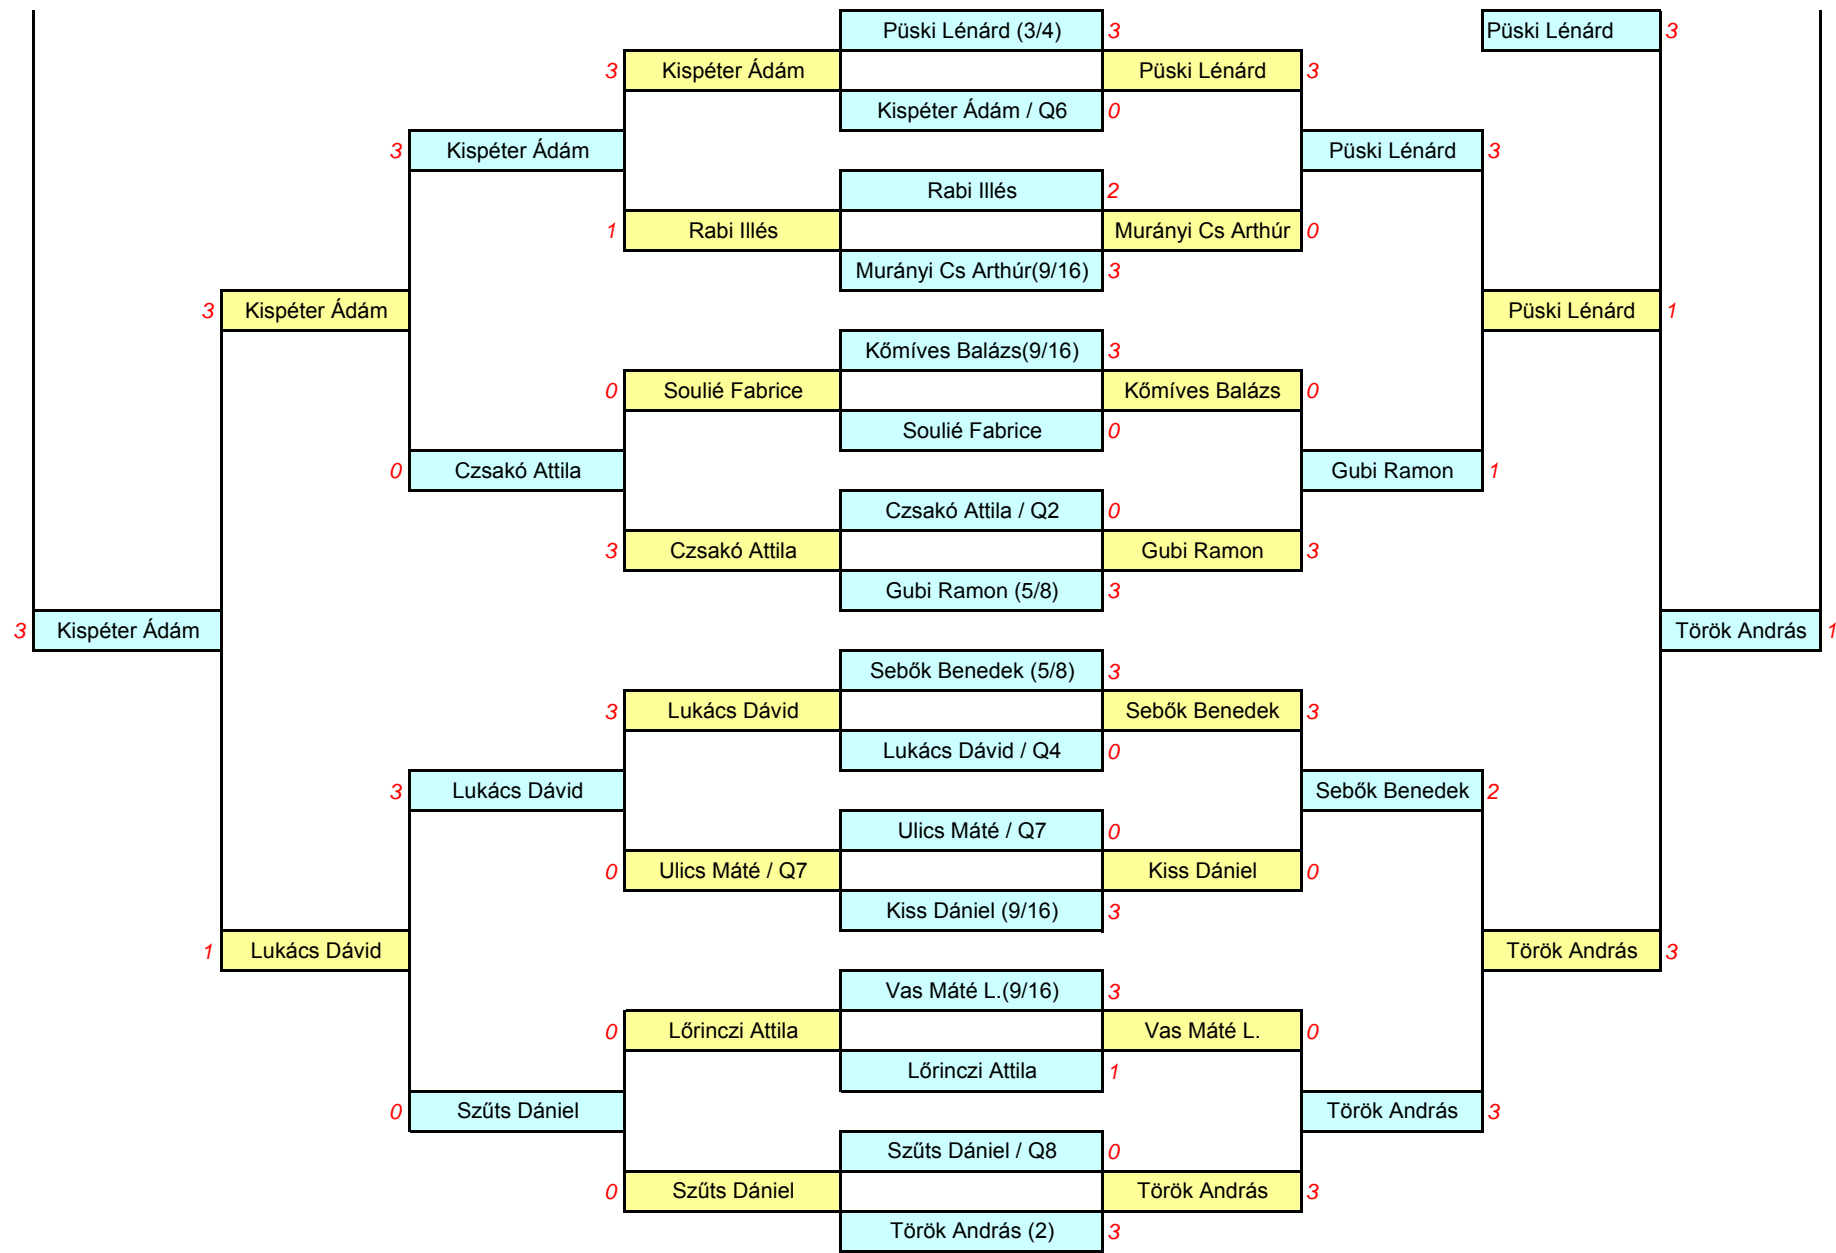 Püski Lénárd (3/4) 3 Püski Lénárd 3
3 Kispéter Ádám Püski Lénárd 3
Kispéter Ádám / Q6 0
3 Kispéter Ádám Püski Lénárd 3
Rabi Illés 2
1 Rabi Illés Murányi Cs Arthúr 0
Murányi Cs Arthúr(9/16) 3
3 Kispéter Ádám Püski Lénárd 1
Kőmíves Balázs(9/16) 3
0 Soulié Fabrice Kőmíves Balázs 0
Soulié Fabrice 0
0 Czsakó Attila Gubi Ramon 1
Czsakó Attila / Q2 0
3 Czsakó Attila Gubi Ramon 3
Gubi Ramon (5/8) 3
3 Kispéter Ádám Török András 1
Sebők Benedek (5/8) 3
3 Lukács Dávid Sebők Benedek 3
Lukács Dávid / Q4 0
3 Lukács Dávid Sebők Benedek 2
Ulics Máté / Q7 0
0 Ulics Máté / Q7 Kiss Dániel 0
Kiss Dániel (9/16) 3
1 Lukács Dávid Török András 3
Vas Máté L.(9/16) 3
0 Lőrinczi Attila Vas Máté L. 0
Lőrinczi Attila 1
0 Szűts Dániel Török András 3
Szűts Dániel / Q8 0
0 Szűts Dániel Török András 3
Török András (2) 3